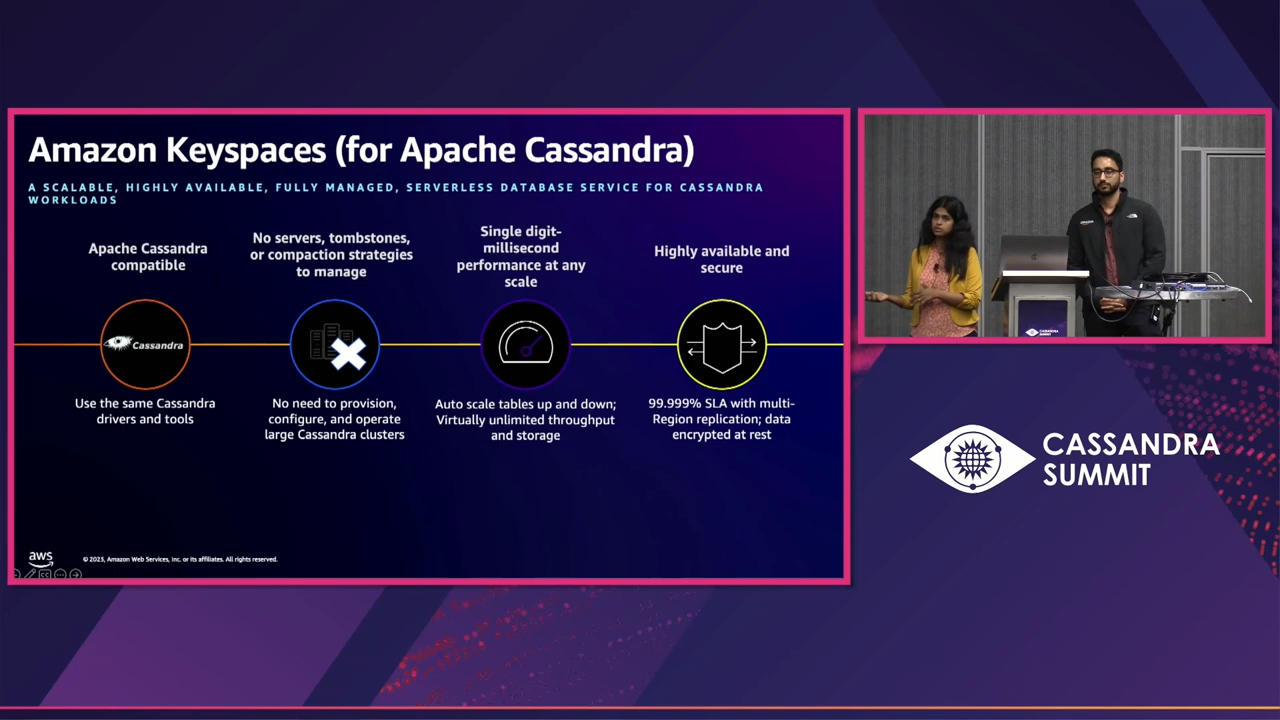 Amazon Keyspaces (for Apache Cassandra)
A SCALABLE, HIGHLY AVAILABLE, FULLY MANAGED, SERVERLESS DATABASE SERVICE FOR CASSANDRA
WORKLOADS
Apache Cassandra
compatible
Cassandra
Use the same Cassandra
drivers and tools
No servers, tombstones,
or compaction strategies
to manage
No need to provision,
configure, and operate
large Cassandra clusters
Single digit-
millisecond
performance at any
scale
Auto scale tables up and down;
Virtually unlimited throughput
and storage
Highly available and
secure
99.999% SLA with multi-
Region replication; data
encrypted at rest
aws
© 2023, Amazon Web Services, Inc. or its affiliates. All rights reserved.
CASSANDRA
SUMMIT